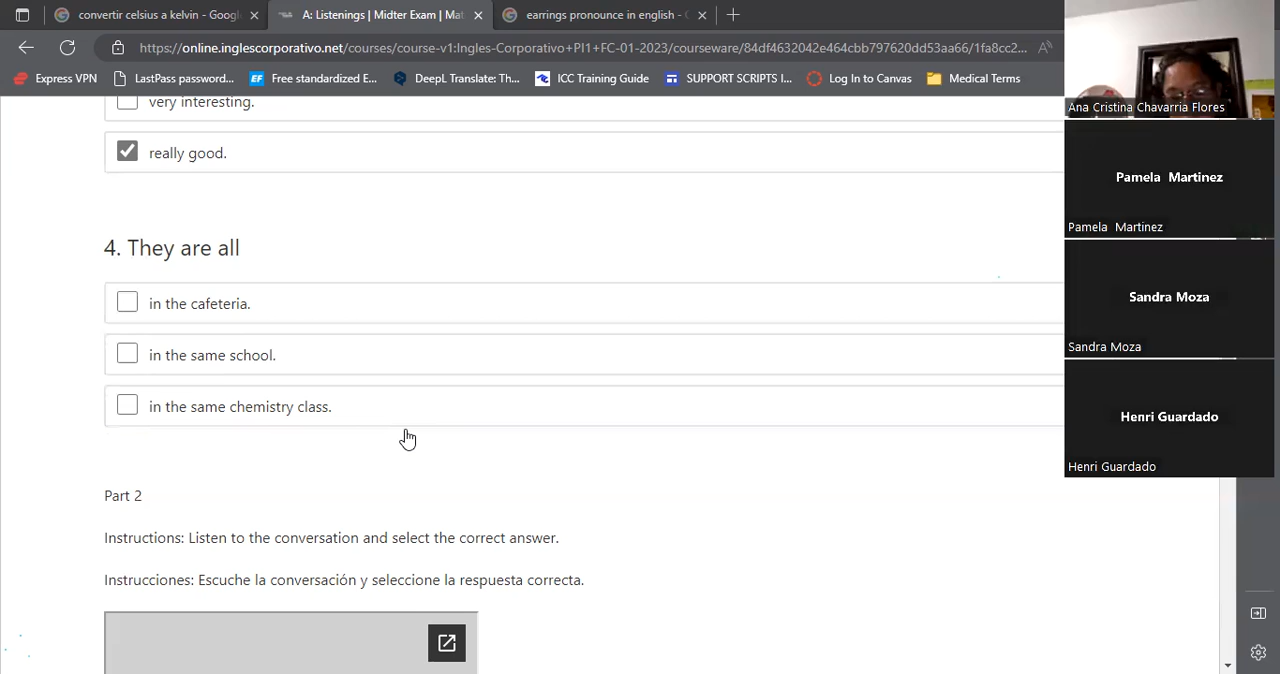 convertir celsius a kelvin - Googl
A: Listenings | Midter Exam | Mat
earrings pronounce in english - G
https://online.inglescorporativo.net/courses/course-v1:Ingles-Corporativo+PI1+FC-01-2023/courseware/84df4632042e464cbb797620dd53aa66/1fa8cc2...
Express VPN
LastPass password...
EF Free standardized E...
DeepL Translate: Th...
ICC Training Guide
SUPPORT SCRIPTS I...
Log In to Canvas
Medical Terms
Ana Cristina Chavarria Flores
very interesting.
really good.
Pamela Martinez
Pamela Martinez
4. They are all
in the cafeteria.
Sandra Moza
Sandra Moza
in the same school.
in the same chemistry class.
Henri Guardado
Henri Guardado
Part 2
Instructions: Listen to the conversation and select the correct answer.
Instrucciones: Escuche la conversación y seleccione la respuesta correcta.